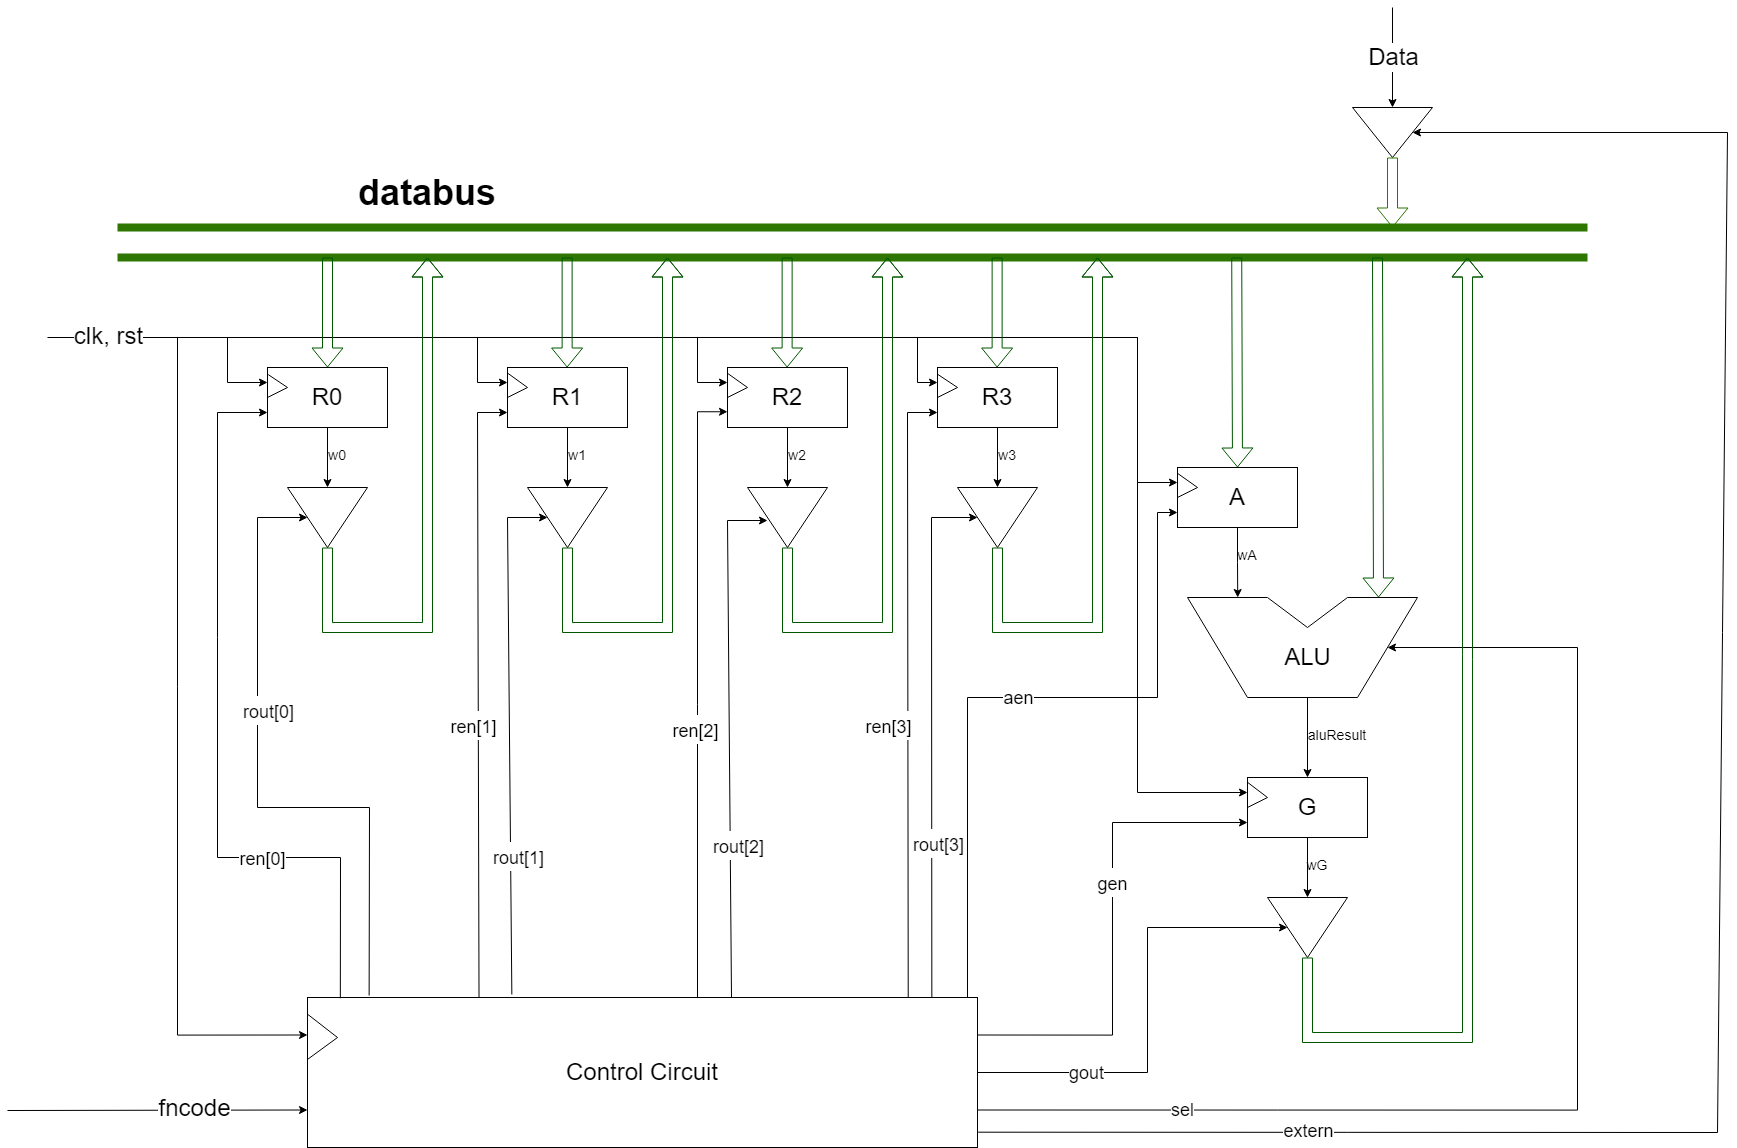 Data
databus
clk, rst
R0
R1
R2
R3
w0
w1
w2
w3
A
wA
ALU
aen
rout[0]
ren[1]
ren[2]
ren[3]
aluResult
G
rout[2]
rout[3]
ren[0]
rout[1]
wG
gen
Control Circuit
gout
fncode
sel
extern